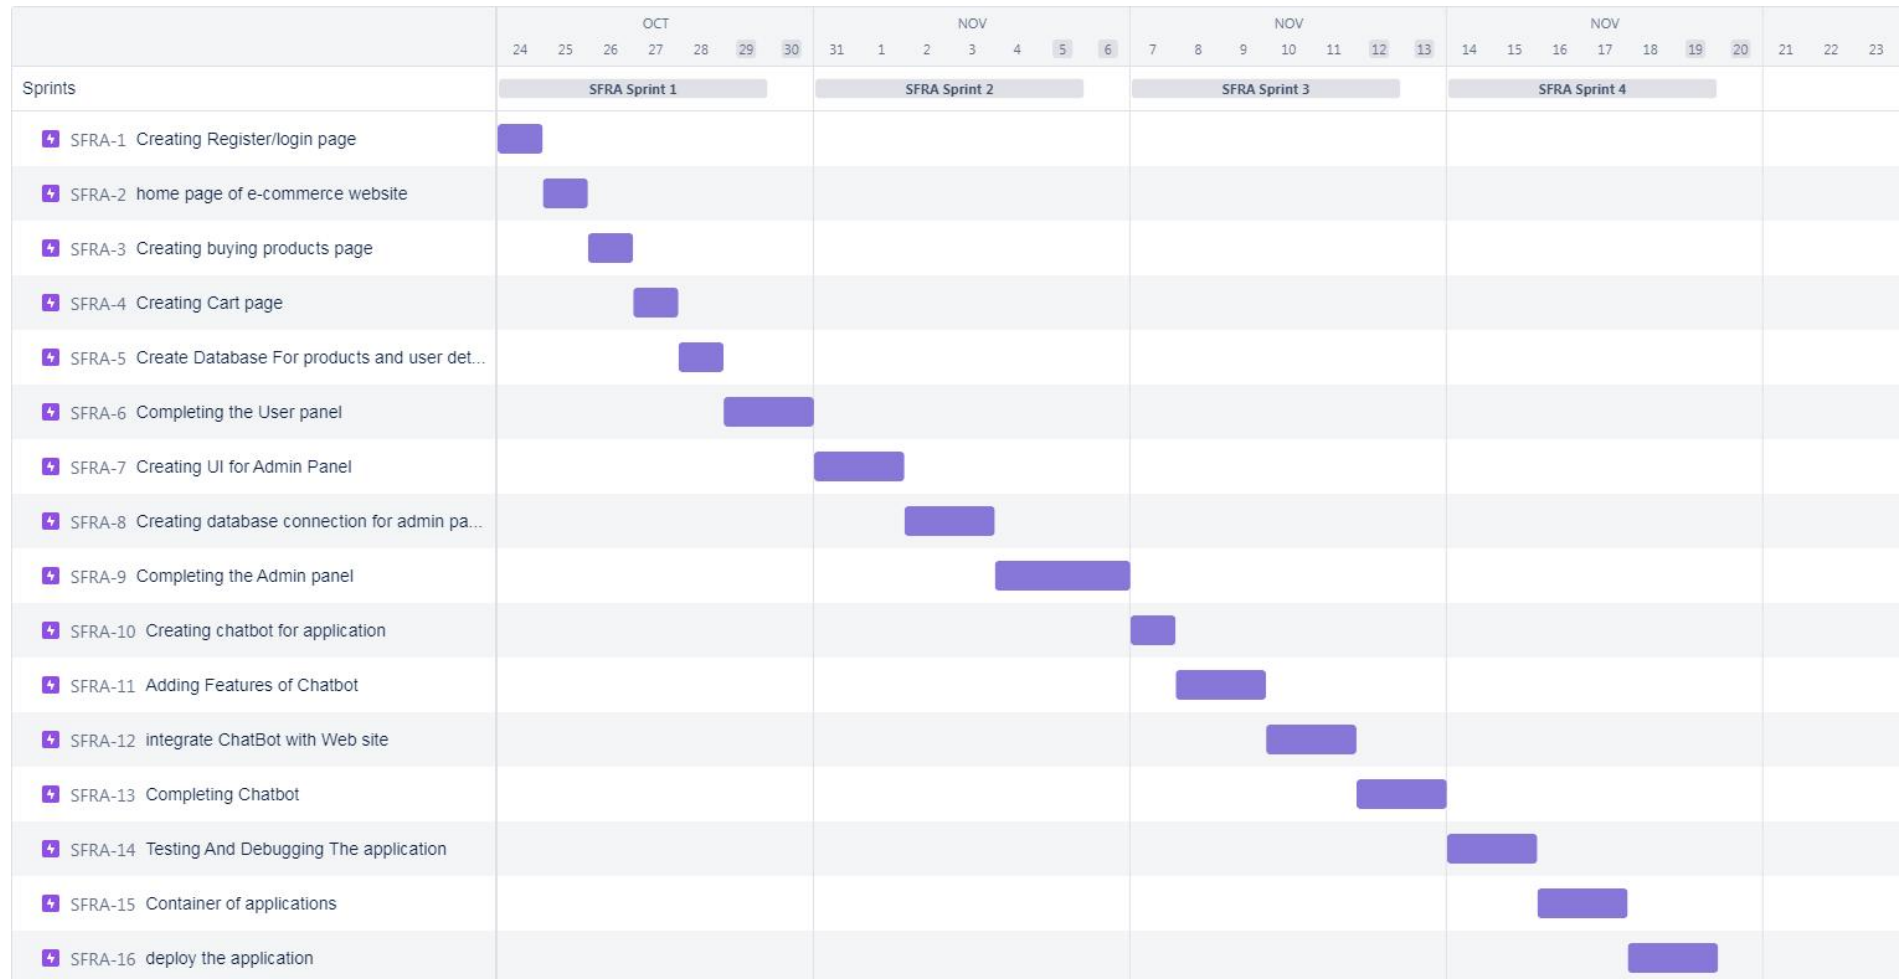 OCT NOV NOV NOV
24 25 26 27 28 29 30 31 1 2 3 4 5 6 7 8 9 10 11 12 13 14 15 16 17 18 19 20 21 22 23
Sprints SFRA Sprint 1 SFRA Sprint 2 SFRA Sprint 3 SFRA Sprint 4
SFRA-1 Creating Register/login page
SFRA-2 home page of e-commerce website
SFRA-3 Creating buying products page
SFRA-4 Creating Cart page
SFRA-5 Create Database For products and user det...
SFRA-6 Completing the User panel
SFRA-7 Creating UI for Admin Panel
SFRA-8 Creating database connection for admin pa...
SFRA-9 Completing the Admin panel
SFRA-10 Creating chatbot for application
SFRA-11 Adding Features of Chatbot
SFRA-12 integrate ChatBot with Web site
SFRA-13 Completing Chatbot
SFRA-14 Testing And Debugging The application
SFRA-15 Container of applications
SFRA-16 deploy the application